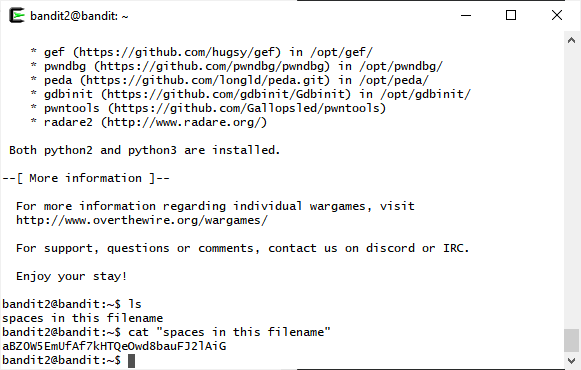 bandit2@bandit: ~
* gef (https://github.com/hugsy/gef) in /opt/gef/
* pwndbg (https://github.com/pwndbg/pwndbg) in /opt/pwndbg/
* peda (https://github.com/longld/peda.git) in /opt/peda/
* gdbinit (https://github.com/gdbinit/Gdbinit) in /opt/gdbinit/
* pwntools (https://github.com/Gallopsled/pwntools)
* radare2 (http://www.radare.org/)
Both python2 and python3 are installed.
--[ More information ]--
For more information regarding individual wargames, visit
http://www.overthewire.org/wargames/
For support, questions or comments, contact us on discord or IRC.
Enjoy your stay!
bandit2@bandit:~$ ls
spaces in this filename
bandit2@bandit:~$ cat "spaces in this filename"
aBZ0W5EmUfAf7kHTQeOwd8bauFJ2lAiG
bandit2@bandit:~$